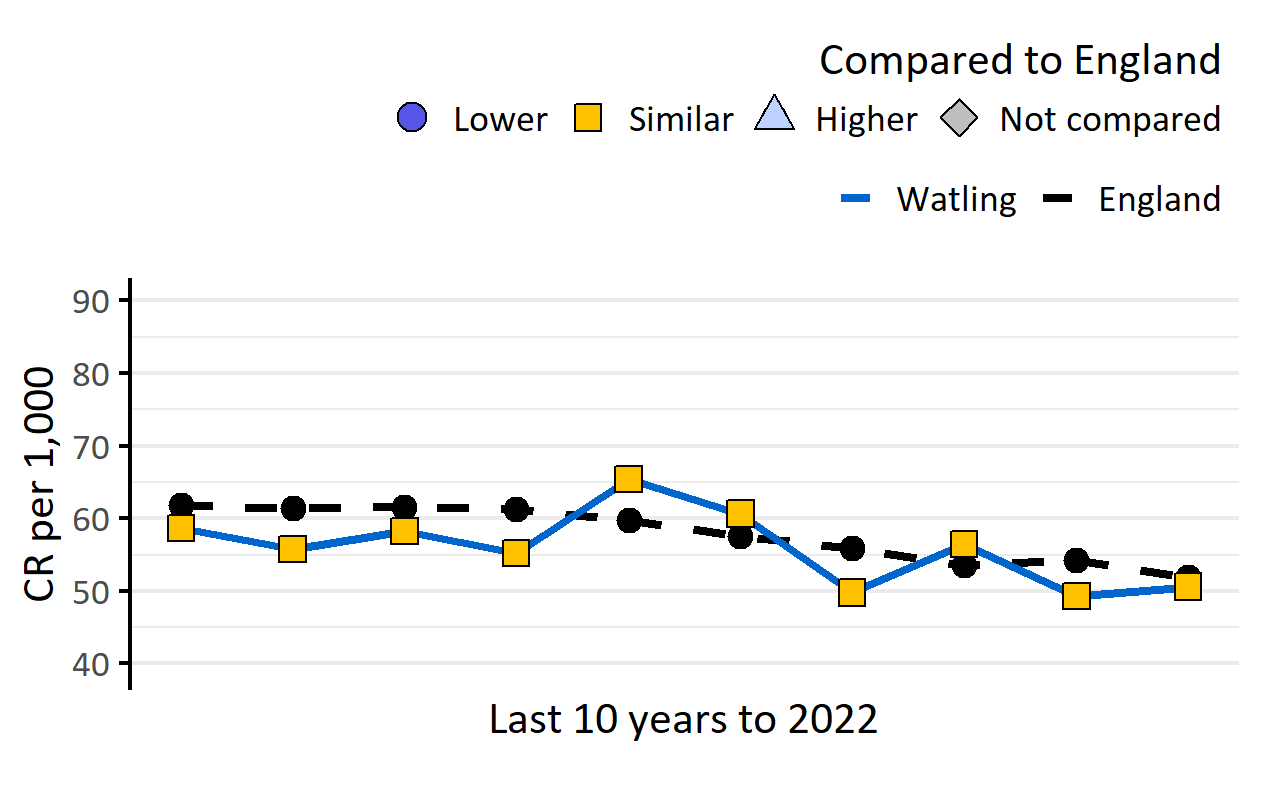 Compared to England
Lower Similar Higher Not compared
Watling England
90
80
70
60
50
40
CR per 1,000
Last 10 years to 2022